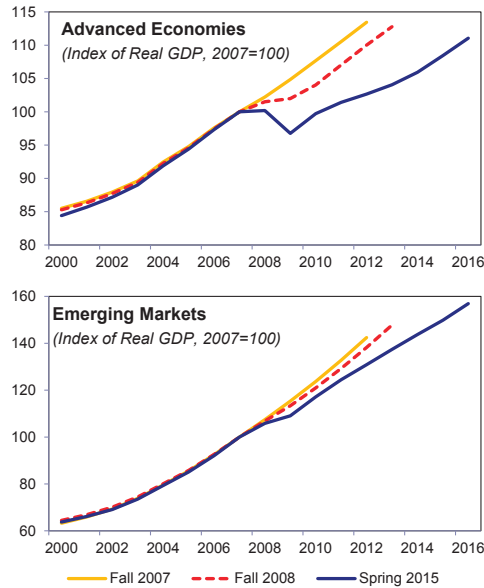 Advanced Economies
(Index of Real GDP, 2007=100)
115
110
105
100
95
90
85
80
2000 2002 2004 2006 2008 2010 2012 2014 2016
Emerging Markets
(Index of Real GDP, 2007=100)
160
140
120
100
80
60
2000 2002 2004 2006 2008 2010 2012 2014 2016
Fall 2007 Fall 2008 Spring 2015